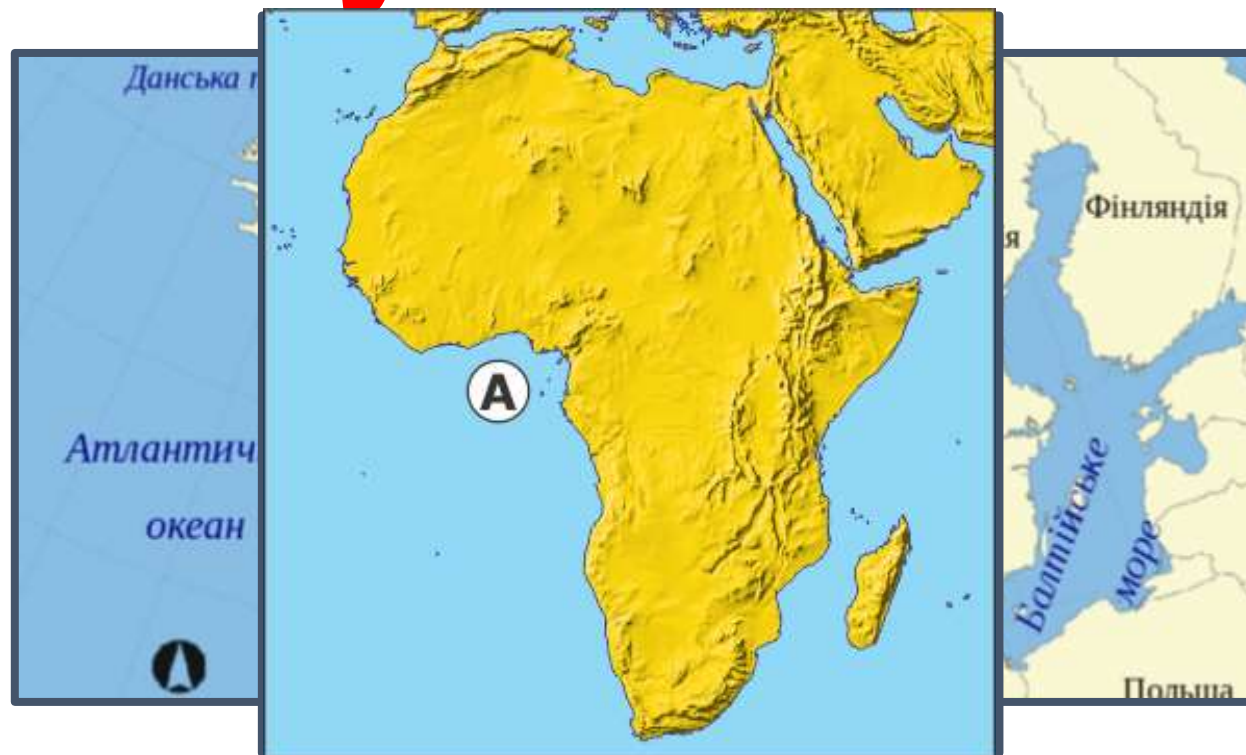 Данська
А
Фінляндія
я
Атлантич
океан
Балтійське
море
Польща